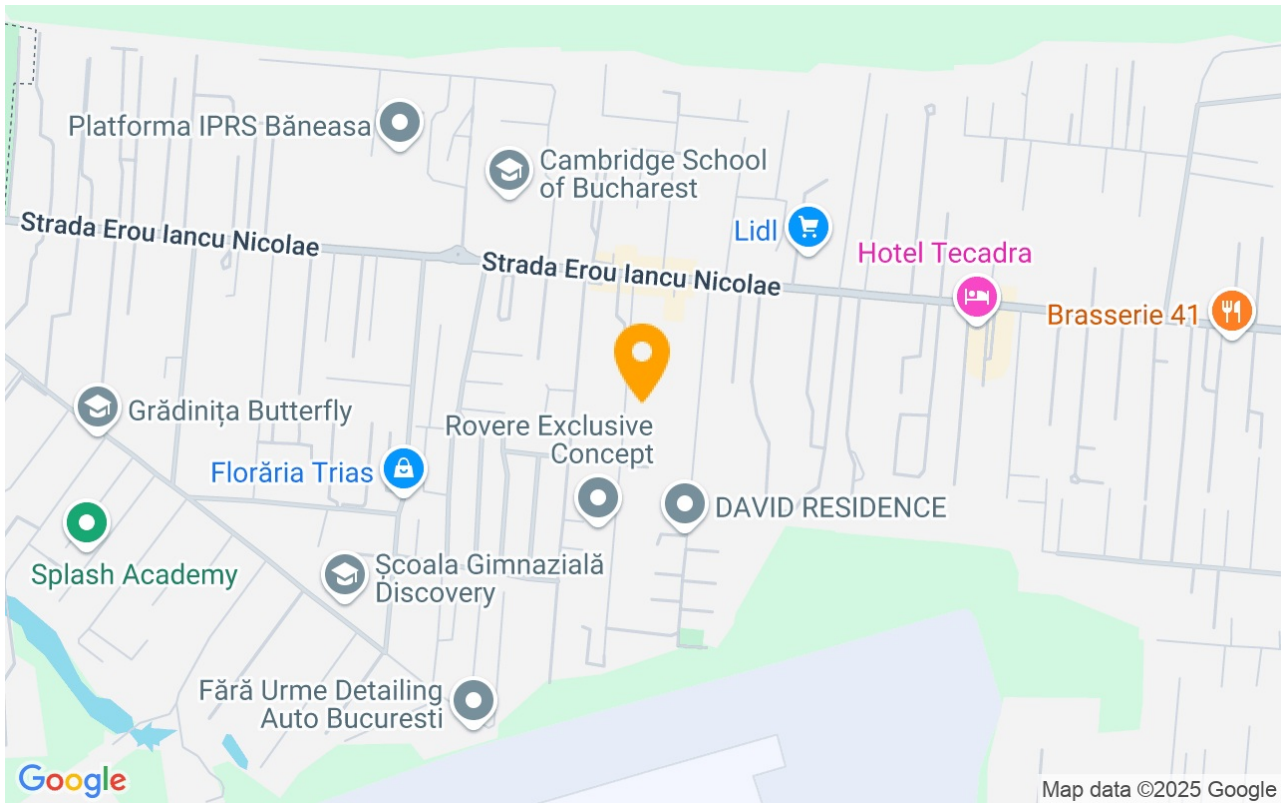 Platforma IPRS Băneasa
Cambridge School
of Bucharest
Strada Erou Iancu Nicolae
Lidl
Hotel Tecadra
Strada Erou Iancu Nicolae
Brasserie 41
Grădinița Butterfly
Rovere Exclusive
Concept
Florăria Trias
DAVID RESIDENCE
Splash Academy
Școala Gimnazială
Discovery
Fără Urme Detailing
Auto Bucuresti
Google
Map data ©2025 Google